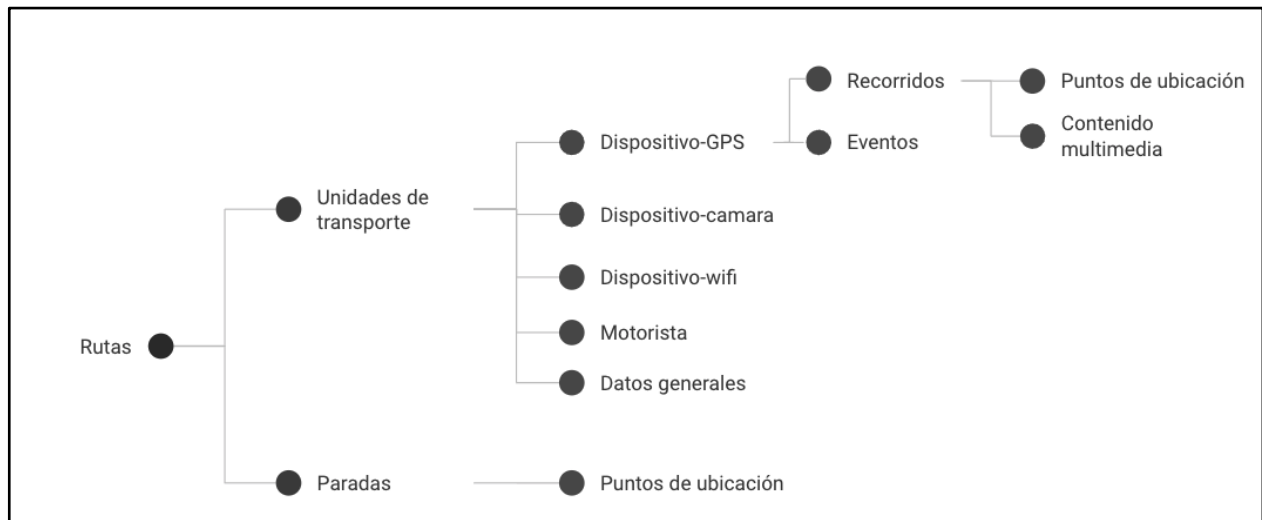 Recorridos
Puntos de ubicación
Contenido
multimedia
Dispositivo-GPS
Eventos
Unidades de
transporte
Dispositivo-camara
Dispositivo-wifi
Motorista
Rutas
Datos generales
Paradas
Puntos de ubicación